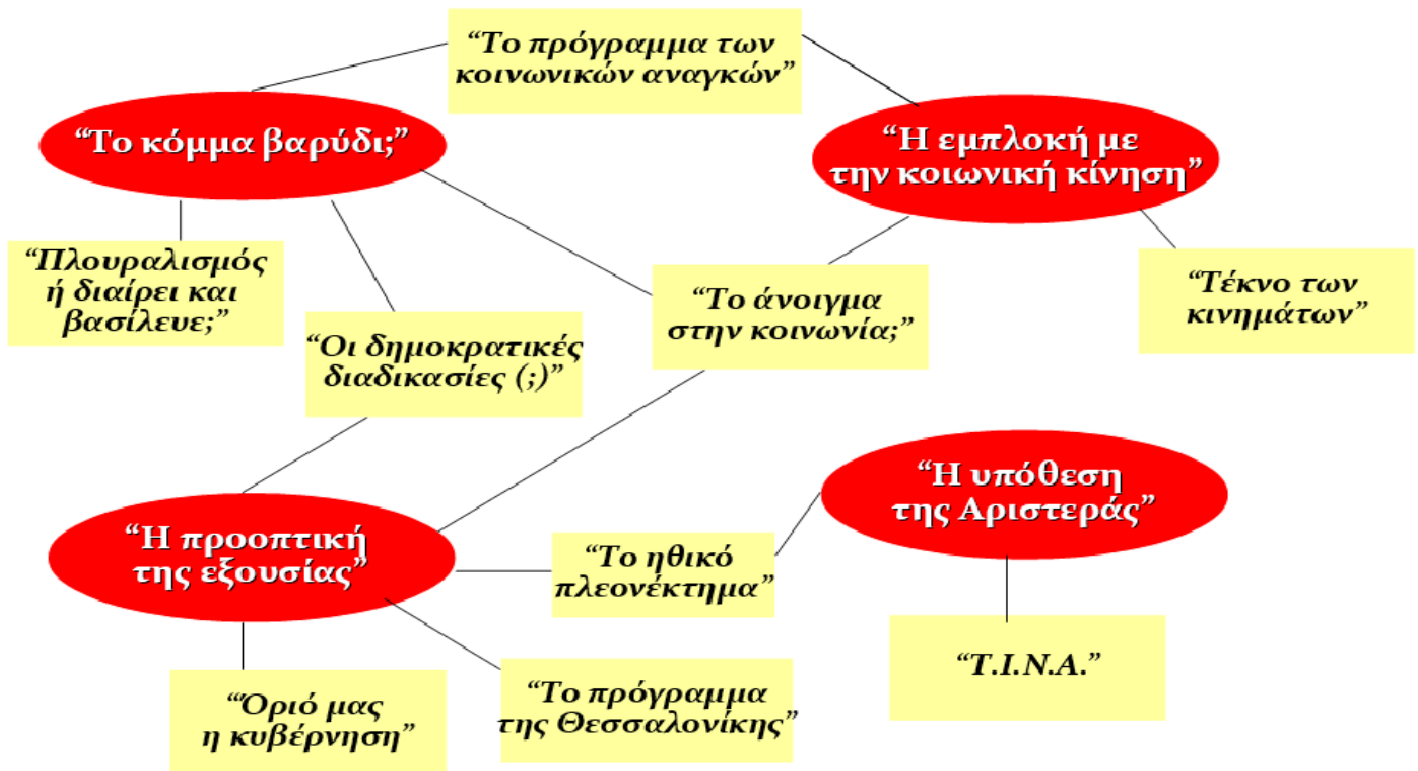 “Το πρόγραμμα των
κοινωνικών αναγκών”
“Το κόμμα βαρύδι;”
“Η εμπλοκή με
την κοιωνική κίνηση”
“Πλουραλισμός
ή διαίρει και
βασίλευε;”
“Το άνοιγμα
στην κοινωνία;”
“Τέκνο των
κινημάτων”
“Οι δημοκρατικές
διαδικασίες (;)”
“Η υπόθεση
της Αριστεράς”
“Η προοπτική
της εξουσίας”
“Το ηθικό
πλεονέκτημα”
“Τ.Ι.Ν.Α.”
“Όριό μας
η κυβέρνηση”
“Το πρόγραμμα
της Θεσσαλονίκης”